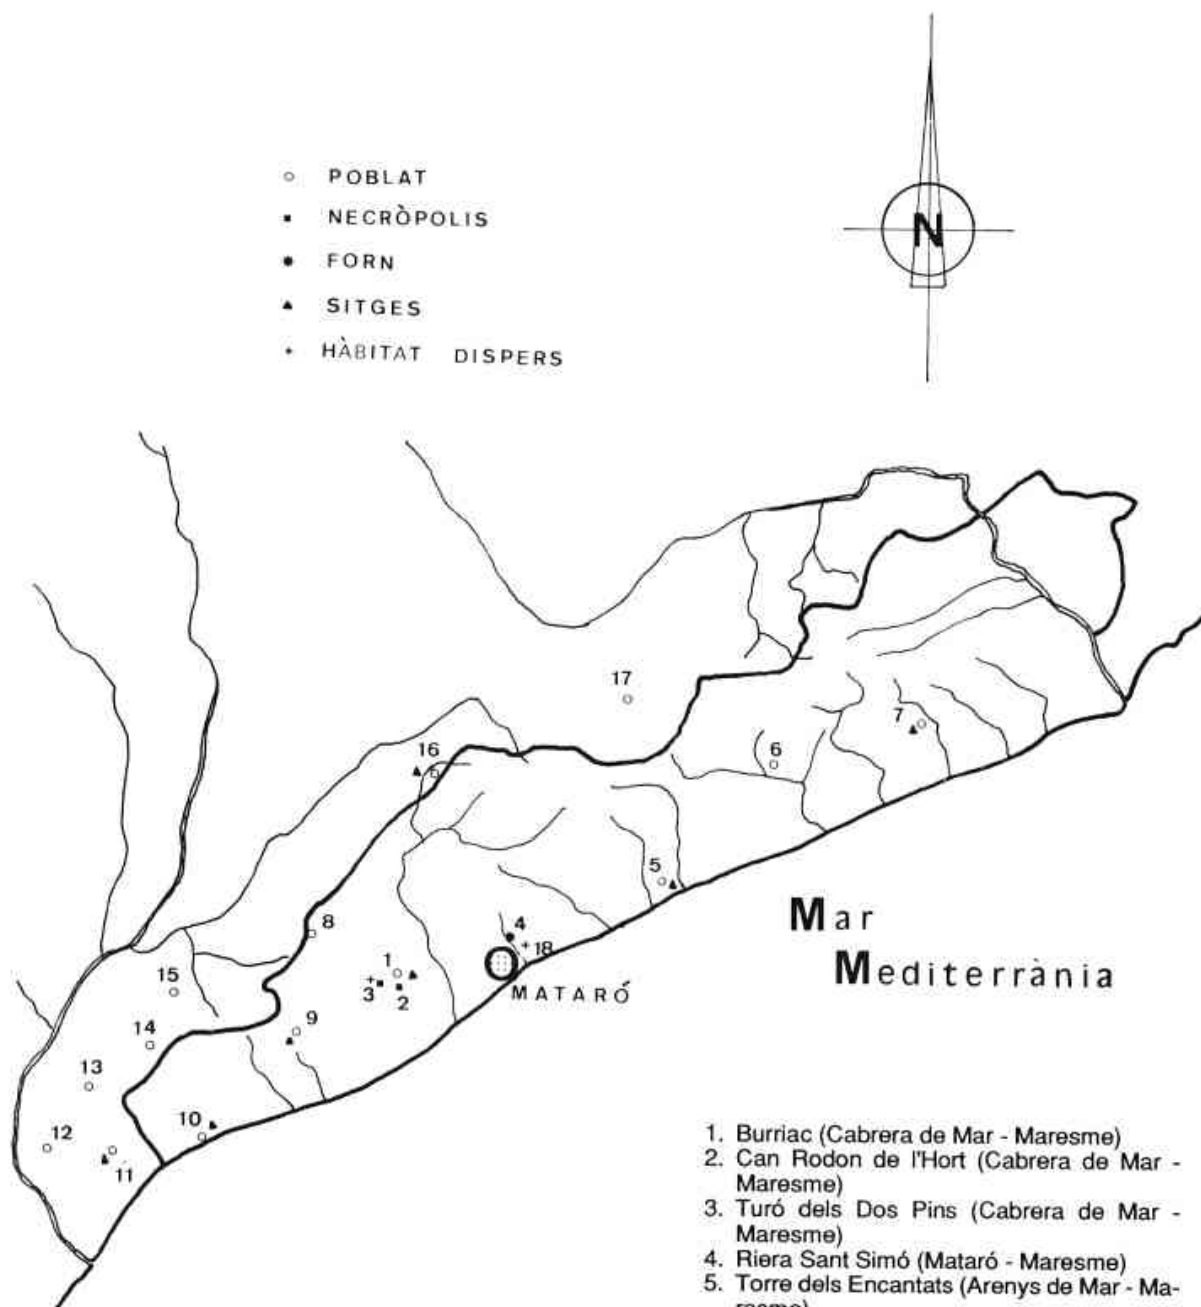 N
POBLAT
NECRÒPOLIS
FORN
SITGES
HÀBITAT DISPERS
17
7
16
6
5
Mar
8
4
18
Mediterrània
15
1
3
2
MATARÓ
9
14
13
10
12
11
1. Burriac (Cabrera de Mar - Maresme)
2. Can Rodon de l'Hort (Cabrera de Mar -
Maresme)
3. Turó dels Dos Pins (Cabrera de Mar -
Maresme)
4. Riera Sant Simó (Mataró - Maresme)
5. Torre dels Encantats (Arenys de Mar - Ma-
resme)